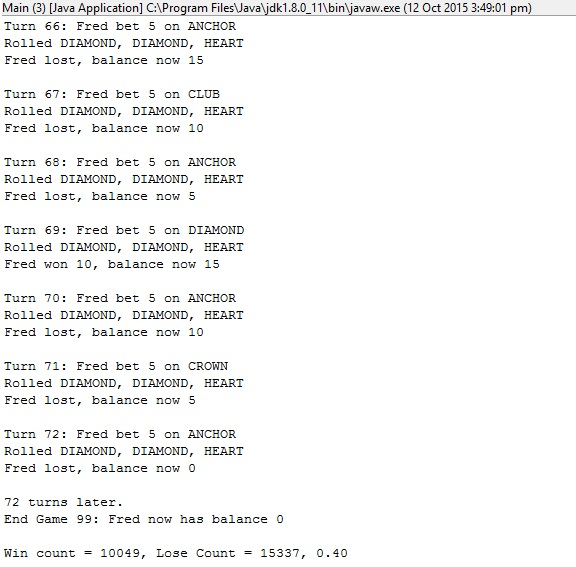 Main (3) [Java Application] C:\Program Files\Java\jdk1.8.0_11\bin\javaw.exe (12 Oct 2015 3:49:01 pm)
Turn 66: Fred bet 5 on ANCHOR
Rolled DIAMOND, DIAMOND, HEART
Fred lost, balance now 15
Turn 67: Fred bet 5 on CLUB
Rolled DIAMOND, DIAMOND, HEART
Fred lost, balance now 10
Turn 68: Fred bet 5 on ANCHOR
Rolled DIAMOND, DIAMOND, HEART
Fred lost, balance now 5
Turn 69: Fred bet 5 on DIAMOND
Rolled DIAMOND, DIAMOND, HEART
Fred won 10, balance now 15
Turn 70: Fred bet 5 on ANCHOR
Rolled DIAMOND, DIAMOND, HEART
Fred lost, balance now 10
Turn 71: Fred bet 5 on CROWN
Rolled DIAMOND, DIAMOND, HEART
Fred lost, balance now 5
Turn 72: Fred bet 5 on ANCHOR
Rolled DIAMOND, DIAMOND, HEART
Fred lost, balance now 0
72 turns later.
End Game 99: Fred now has balance 0
Win count = 10049, Lose Count = 15337, 0.40